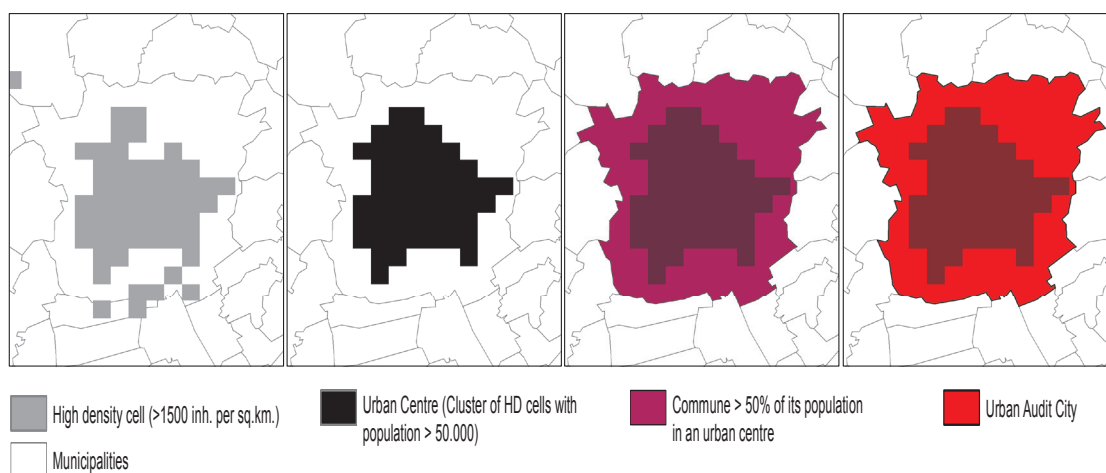 High density cell (>1500 inh. per sq.km.)
Municipalities
Urban Centre (Cluster of HD cells with
population > 50.000)
Commune > 50% of its population
in an urban centre
Urban Audit City